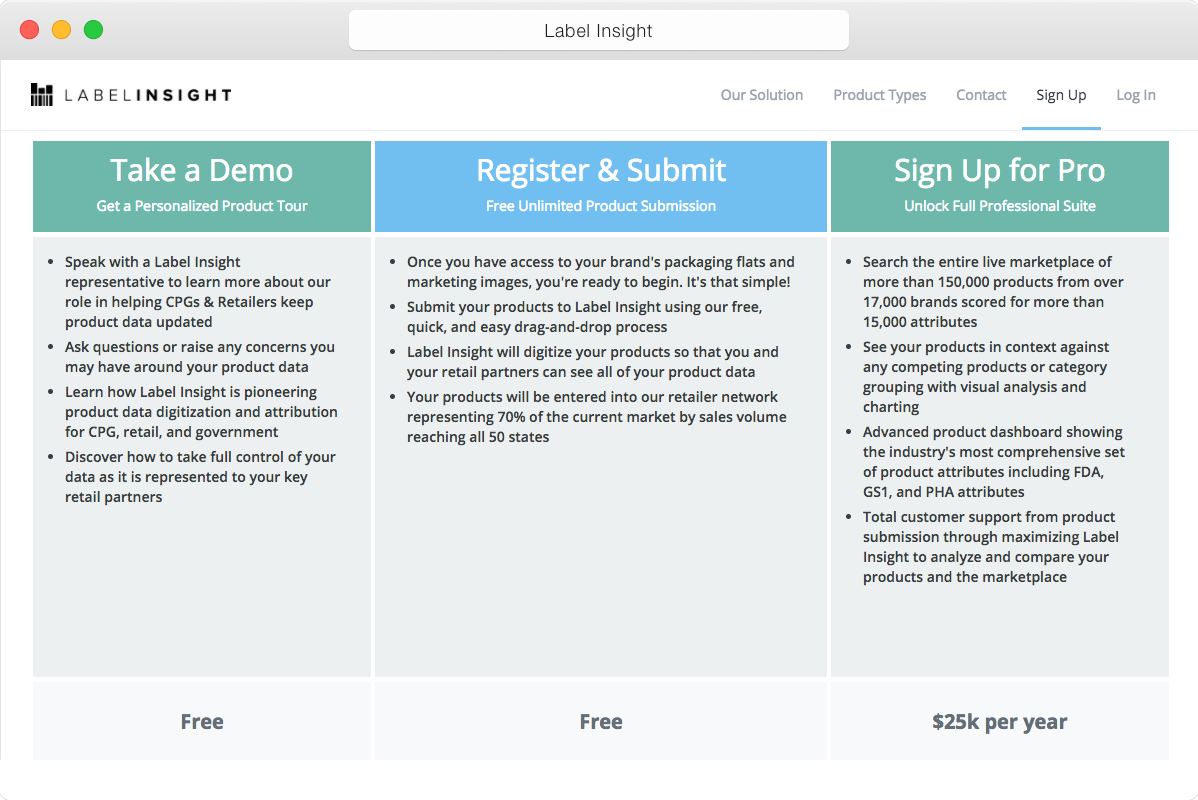 Label Insight
LABELINSIGHT
Our Solution
Product Types
Contact
Sign Up
Log In
Take a Demo
Get a Personalized Product Tour
• Speak with a Label Insight
representative to learn more about our
role in helping CPGs & Retailers keep
product data updated
• Ask questions or raise any concerns you
may have around your product data
• Learn how Label Insight is pioneering
product data digitization and attribution
for CPG, retail, and government
• Discover how to take full control of your
data as it is represented to your key
retail partners
Free
Register & Submit
Free Unlimited Product Submission
• Once you have access to your brand's packaging flats and
marketing images, you're ready to begin. It's that simple!
• Submit your products to Label Insight using our free,
quick, and easy drag-and-drop process
• Label Insight will digitize your products so that you and
your retail partners can see all of your product data
• Your products will be entered into our retailer network
representing 70% of the current market by sales volume
reaching all 50 states
Free
Sign Up for Pro
Unlock Full Professional Suite
• Search the entire live marketplace of
more than 150,000 products from over
17,000 brands scored for more than
15,000 attributes
• See your products in context against
any competing products or category
grouping with visual analysis and
charting
• Advanced product dashboard showing
the industry's most comprehensive set
of product attributes including FDA,
GS1, and PHA attributes
• Total customer support from product
submission through maximizing Label
Insight to analyze and compare your
products and the marketplace
$25k per year